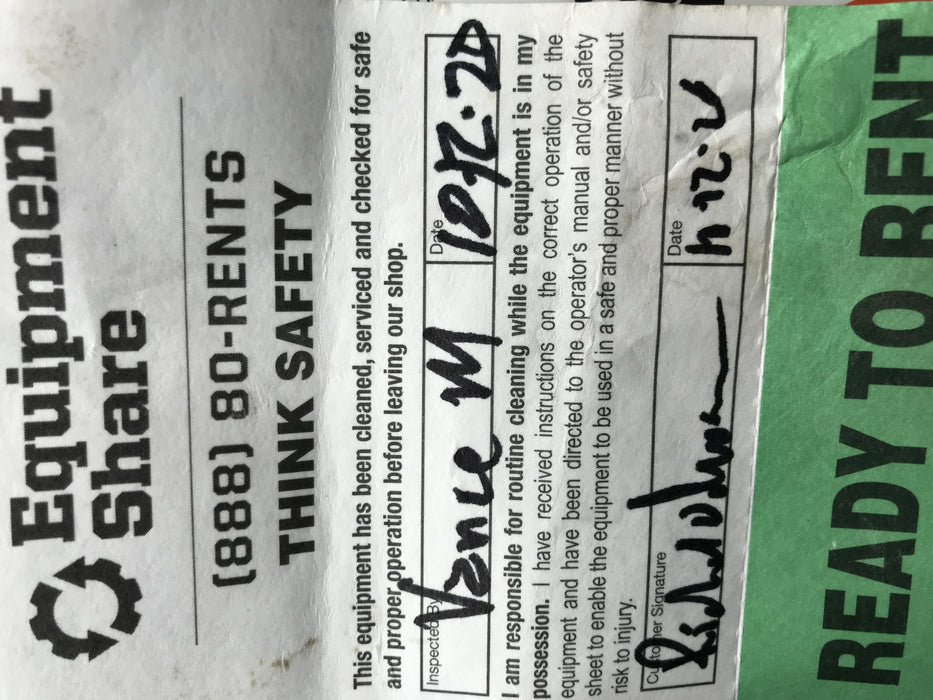 Equipment
Share
(888) 80-RENTS
THINK SAFETY
This equipment has been cleaned, serviced and checked for safe
and proper operation before leaving our shop.
Inspected By
Vance M
Date
I am responsible for routine cleaning while the equipment is in my
possession. I have received instructions on the correct operation of the
equipment and have been directed to the operator's manual and/or safety
sheet to enable the equipment to be used in a safe and proper manner without
risk to injury.
Customer Signature
Date
READY TO RENT